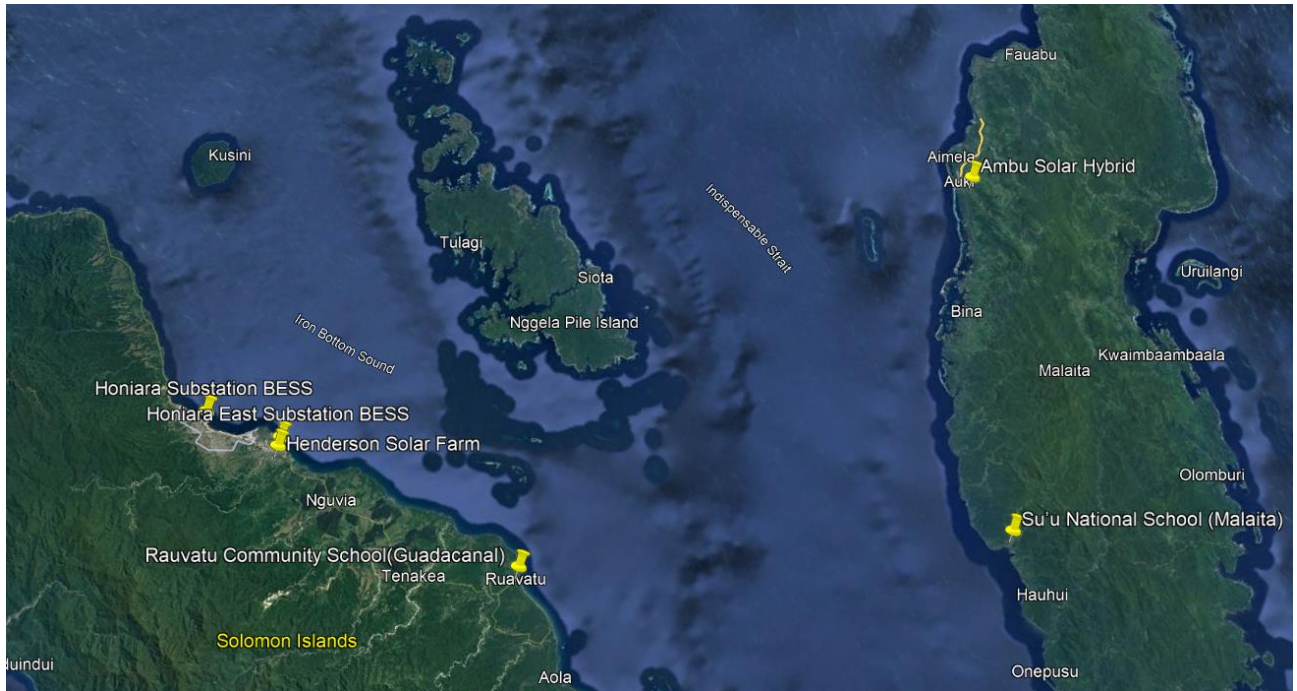 Fauabu
Kusini
Aimela
Ambu Solar Hybrid
Auki
Indispensable Strait
Tulagi
Siota
Uruilangi
Bina
Nggela Pile Island
Iron Bottom Sound
Kwaimbaambaala
Malaita
Honiara Substation BESS
Honiara East Substation BESS
Henderson Solar Farm
Olomburi
Nguvia
Su'u National School (Malaita)
Rauvatu Community School(Guadacanal)
Tenakea
Ruavatu
Hauhui
Solomon Islands
duindui
Aola
Onepusu